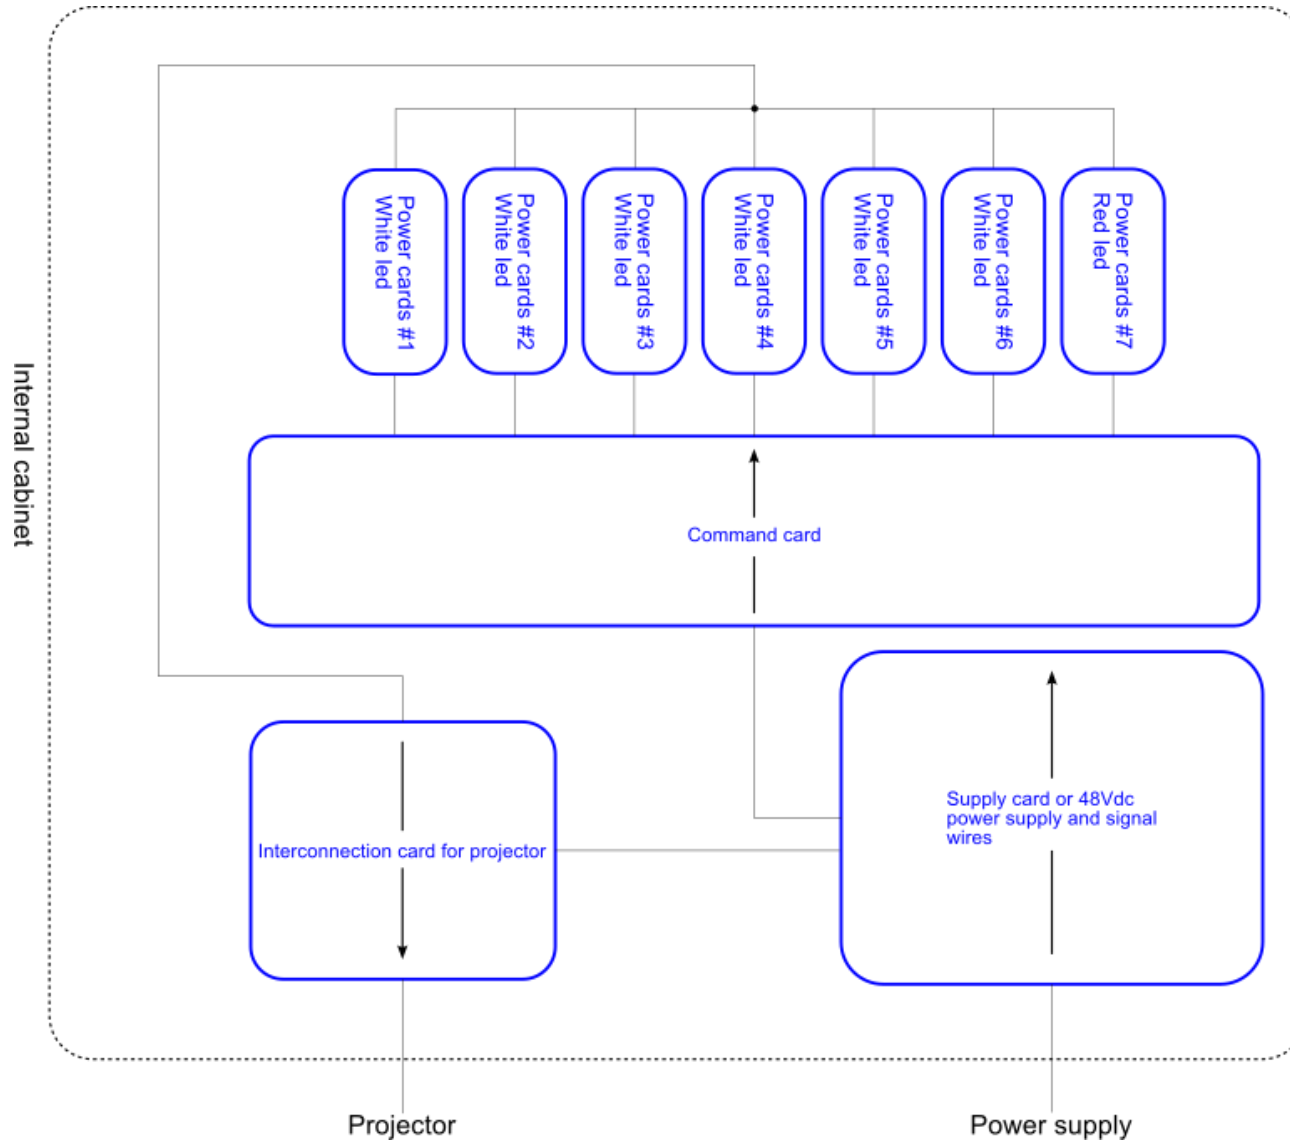 Power cards #1
White led
Power cards #2
White led
Power cards #3
White led
Power cards #4
White led
Power cards #5
White led
Power cards #6
White led
Power cards #7
Red led
Internal cabinet
Command card
Supply card or 48Vdc
power supply and signal
wires
Interconnection card for projector
Projector
Power supply